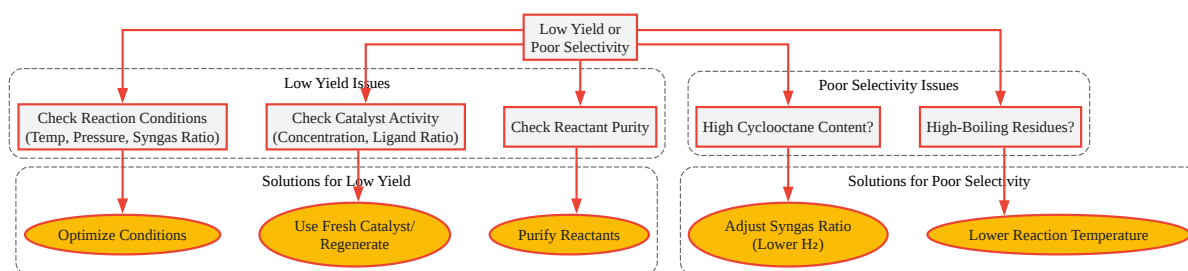 Low Yield or
Poor Selectivity
Low Yield Issues
Poor Selectivity Issues
Check Reaction Conditions
(Temp, Pressure, Syngas Ratio)
Check Catalyst Activity
(Concentration, Ligand Ratio)
Check Reactant Purity
High Cyclooctane Content?
High-Boiling Residues?
Solutions for Low Yield
Solutions for Poor Selectivity
Optimize Conditions
Use Fresh Catalyst/
Regenerate
Purify Reactants
Adjust Syngas Ratio
(Lower H₂)
Lower Reaction Temperature